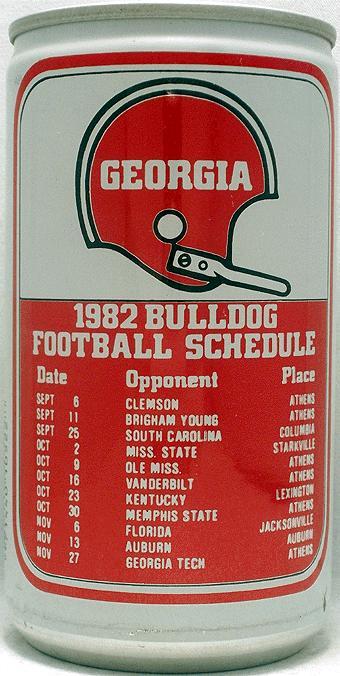 GEORGIA
1982 BULLDOG
FOOTBALL SCHEDULE
Date Opponent Place
SEPT 6 CLEMSON ATHENS
SEPT 11 BRIGHAM YOUNG ATHENS
SEPT 25 SOUTH CAROLINA COLUMBIA
OCT 2 MISS. STATE STARKVILLE
OCT 9 OLE MISS. ATHENS
OCT 16 VANDERBILT ATHENS
OCT 23 KENTUCKY LEXINGTON
OCT 30 MEMPHIS STATE ATHENS
NOV 6 FLORIDA JACKSONVILLE
NOV 13 AUBURN AUBURN
NOV 27 GEORGIA TECH ATHENS